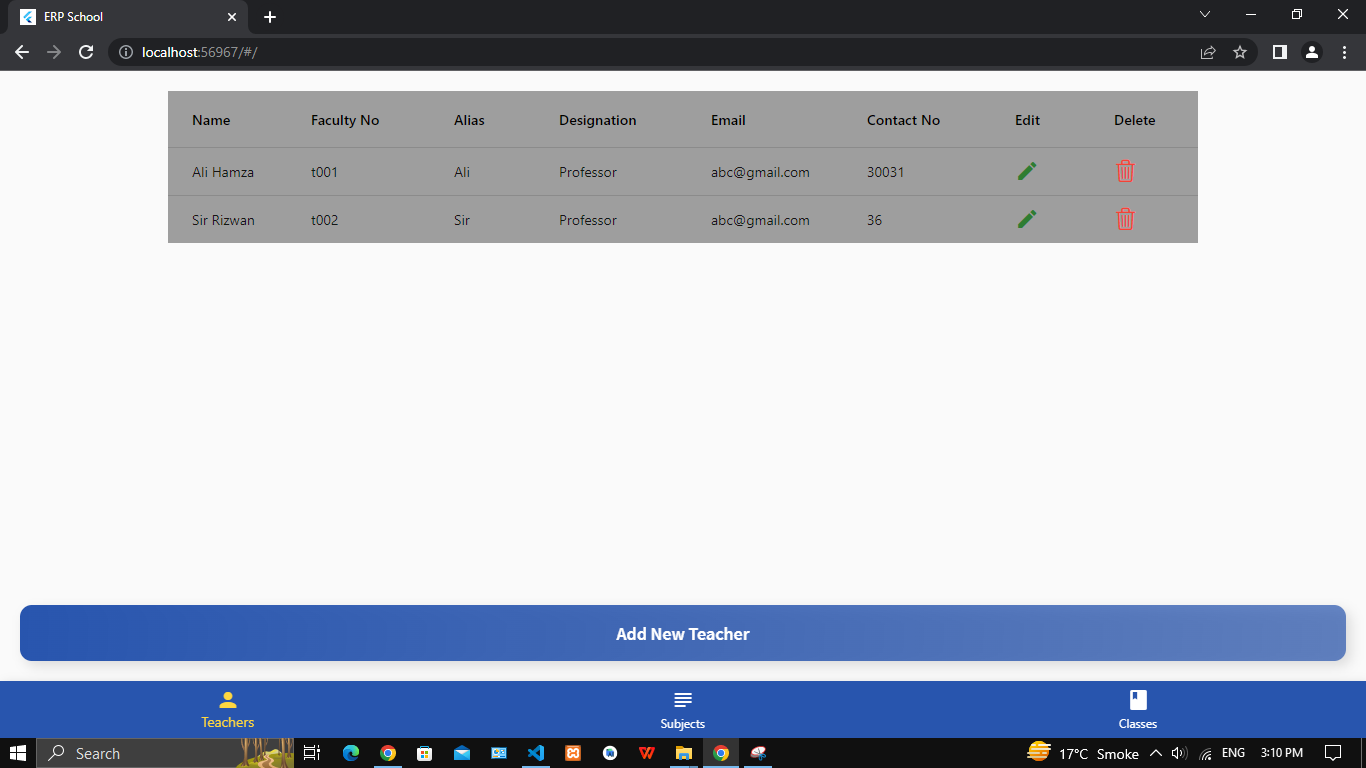 ERP School
localhost:56967/#/
Name Faculty No Alias Designation Email Contact No Edit Delete
Ali Hamza t001 Ali Professor abc@gmail.com 30031
Sir Rizwan t002 Sir Professor abc@gmail.com 36
Add New Teacher
Teachers Subjects Classes
Search 17°C Smoke ENG 3:10 PM